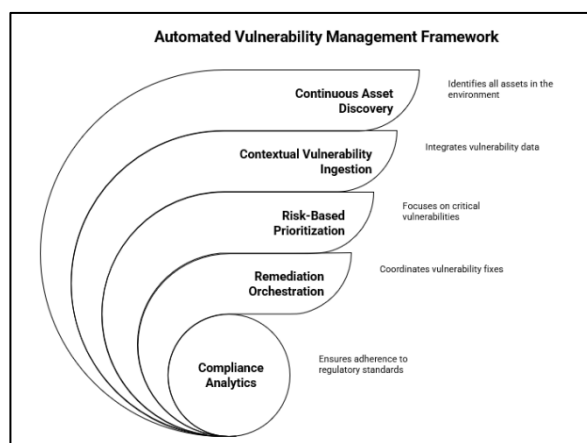 Automated Vulnerability Management Framework
Continuous Asset
Discovery
Identifies all assets in the
environment
Contextual Vulnerability
Ingestion
Integrates vulnerability data
Risk-Based
Prioritization
Focuses on critical
vulnerabilities
Remediation
Orchestration
Coordinates vulnerability fixes
Compliance
Analytics
Ensures adherence to
regulatory standards